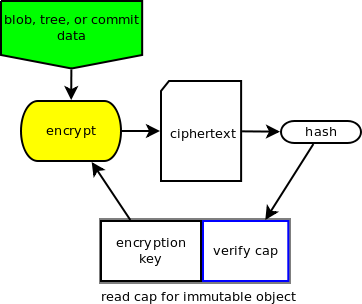 blob, tree, or commit
data
encrypt
ciphertext
hash
encryption
key
verify cap
read cap for immutable object